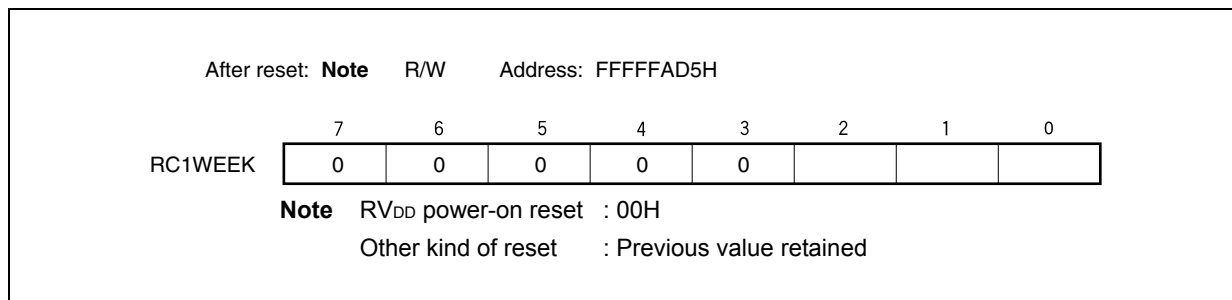 After reset: Note R/W Address: FFFFFAD5H
7 6 5 4 3 2 1 0
RC1WEEK 0 0 0 0 0
Note RVDD power-on reset : 00H
Other kind of reset : Previous value retained